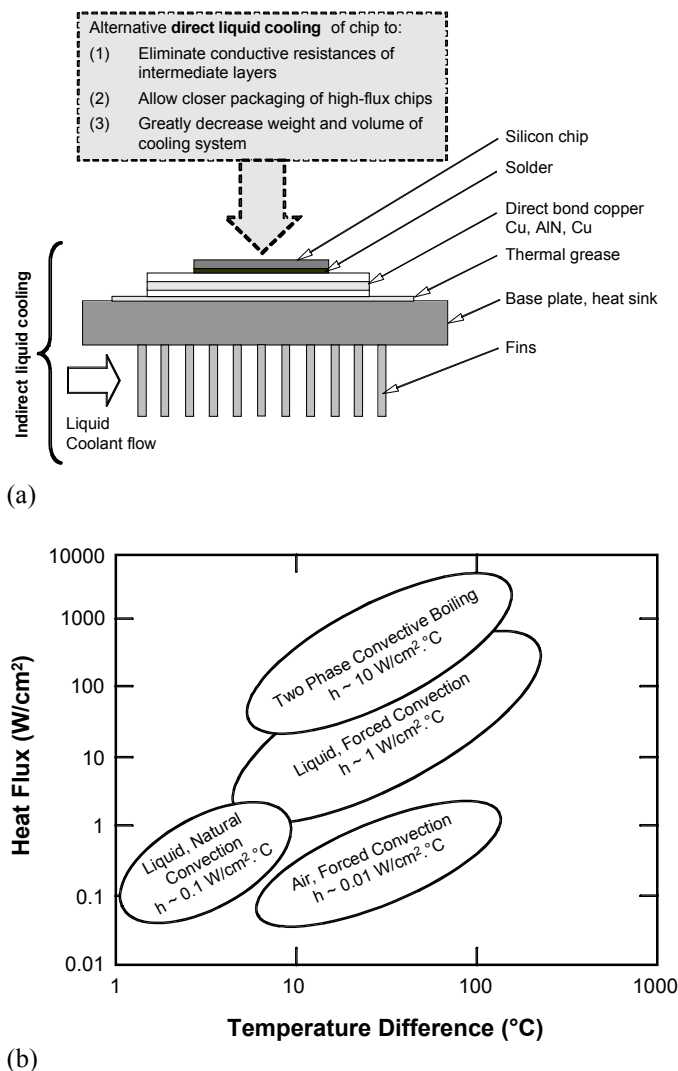 Alternative direct liquid cooling of chip to:
(1) Eliminate conductive resistances of
intermediate layers
(2) Allow closer packaging of high-flux chips
(3) Greatly decrease weight and volume of
cooling system
Silicon chip
Solder
Direct bond copper
Cu, AlN, Cu
Thermal grease
Base plate, heat sink
Fins
Indirect liquid cooling
Liquid
Coolant flow
(a)
Heat Flux (W/cm²)
10000
1000
100
10
1
0.1
0.01
Two Phase Convective Boiling
h ~ 10 W/cm².°C
Liquid, Forced Convection
h ~ 1 W/cm².°C
Liquid, Natural
Convection
h ~ 0.1 W/cm².°C
Air, Forced Convection
h ~ 0.01 W/cm².°C
1
10
100
1000
Temperature Difference (°C)
(b)